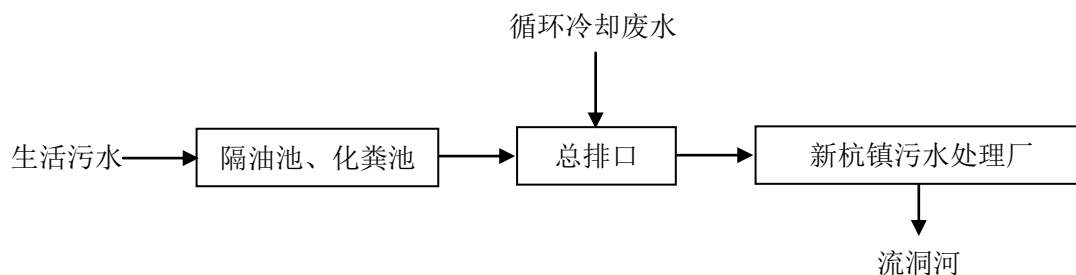 循环冷却废水
生活污水
隔油池、化粪池
总排口
新杭镇污水处理厂
流洞河